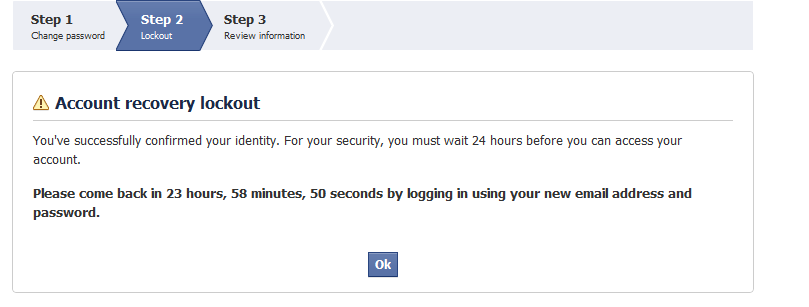 Step 1
Change password
Step 2
Lockout
Step 3
Review information
Account recovery lockout
You've successfully confirmed your identity. For your security, you must wait 24 hours before you can access your
account.
Please come back in 23 hours, 58 minutes, 50 seconds by logging in using your new email address and
password.
Ok